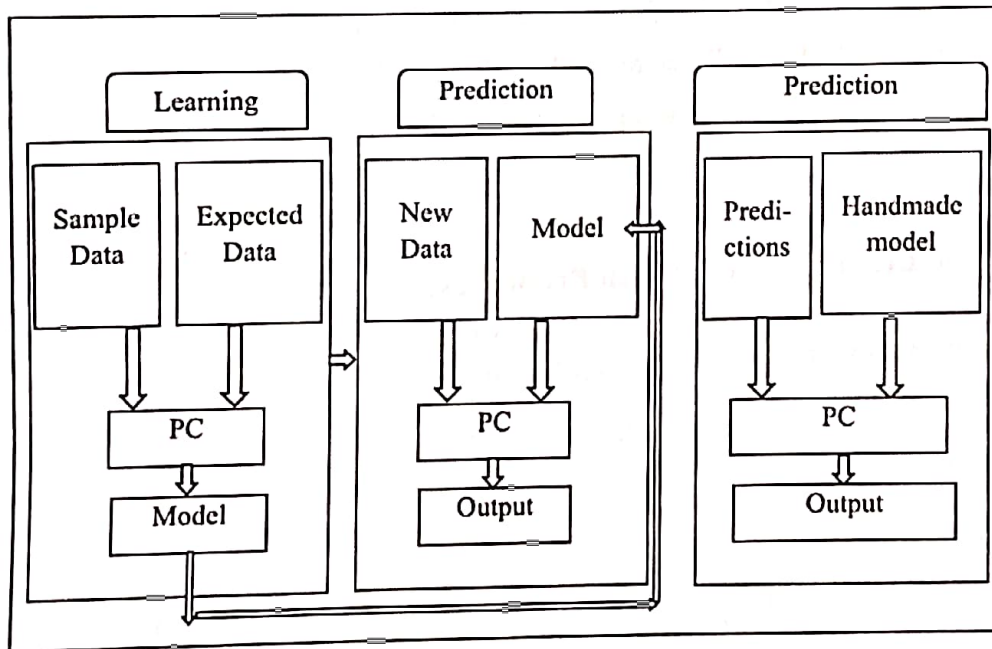 Learning
Sample
Data
Expected
Data
PC
Model
Prediction
New
Data
Model
PC
Output
Prediction
Predi-
ctions
Handmade
model
PC
Output